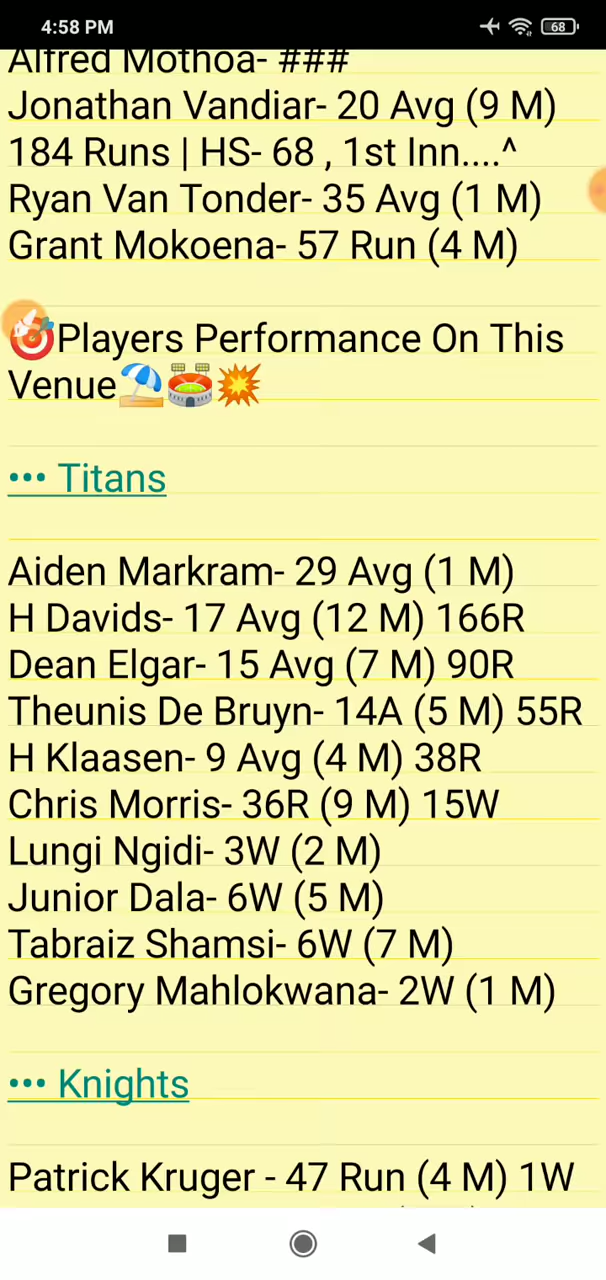 4:58 PM
68
Alfred Mothoa- ###
Jonathan Vandiar- 20 Avg (9 M)
184 Runs | HS- 68 , 1st Inn....^
Ryan Van Tonder- 35 Avg (1 M)
Grant Mokoena- 57 Run (4 M)
🎯Players Performance On This
Venue⛱️🏟️💥
••• Titans
Aiden Markram- 29 Avg (1 M)
H Davids- 17 Avg (12 M) 166R
Dean Elgar- 15 Avg (7 M) 90R
Theunis De Bruyn- 14A (5 M) 55R
H Klaasen- 9 Avg (4 M) 38R
Chris Morris- 36R (9 M) 15W
Lungi Ngidi- 3W (2 M)
Junior Dala- 6W (5 M)
Tabraiz Shamsi- 6W (7 M)
Gregory Mahlokwana- 2W (1 M)
••• Knights
Patrick Kruger - 47 Run (4 M) 1W